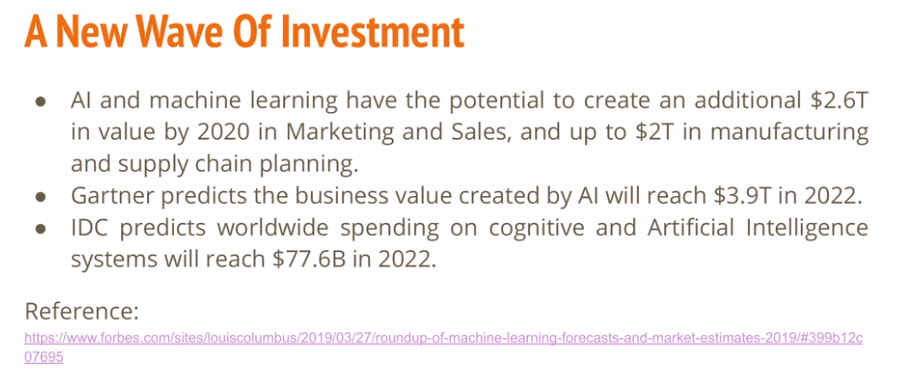 A New Wave Of Investment
● AI and machine learning have the potential to create an additional $2.6T
in value by 2020 in Marketing and Sales, and up to $2T in manufacturing
and supply chain planning.
● Gartner predicts the business value created by AI will reach $3.9T in 2022.
● IDC predicts worldwide spending on cognitive and Artificial Intelligence
systems will reach $77.6B in 2022.
Reference:
https://www.forbes.com/sites/louiscolumbus/2019/03/27/roundup-of-machine-learning-forecasts-and-market-estimates-2019/#399b12c
07695